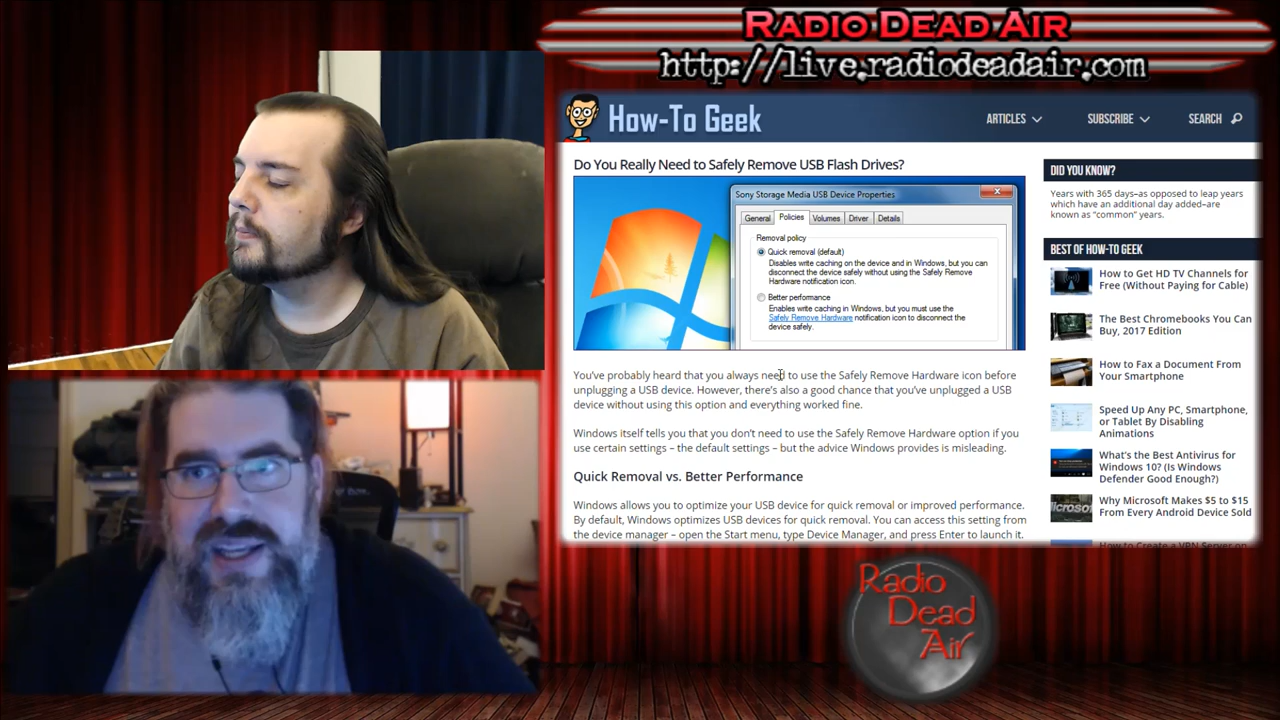 Radio Dead Air
http://live.radiodeadair.com
How-To Geek
ARTICLES
SUBSCRIBE
SEARCH
Do You Really Need to Safely Remove USB Flash Drives?
Sony Storage Media USB Device Properties
General
Policies
Volumes
Driver
Details
Removal policy
Quick removal (default)
Disables write caching on the device and in Windows, but you can
disconnect the device safely without using the Safely Remove
Hardware notification icon.
Better performance
Enables write caching in Windows, but you must use the
Safely Remove Hardware notification icon to disconnect the
device safely.
You've probably heard that you always need to use the Safely Remove Hardware icon before
unplugging a USB device. However, there's also a good chance that you've unplugged a USB
device without using this option and everything worked fine.
Windows itself tells you that you don't need to use the Safely Remove Hardware option if you
use certain settings – the default settings – but the advice Windows provides is misleading.
Quick Removal vs. Better Performance
Windows allows you to optimize your USB device for quick removal or improved performance.
By default, Windows optimizes USB devices for quick removal. You can access this setting from
the device manager – open the Start menu, type Device Manager, and press Enter to launch it.
DID YOU KNOW?
Years with 365 days–as opposed to leap years
which have an additional day added–are
known as "common" years.
BEST OF HOW-TO GEEK
How to Get HD TV Channels for
Free (Without Paying for Cable)
The Best Chromebooks You Can
Buy, 2017 Edition
How to Fax a Document From
Your Smartphone
Speed Up Any PC, Smartphone,
or Tablet By Disabling
Animations
What's the Best Antivirus for
Windows 10? (Is Windows
Defender Good Enough?)
Why Microsoft Makes $5 to $15
From Every Android Device Sold
How to Create a VPN Server on
Radio
Dead
Air